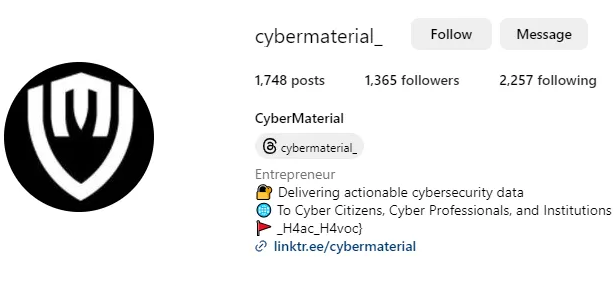 cybermaterial_ Follow Message
1,748 posts 1,365 followers 2,257 following
CyberMaterial
cybermaterial_
Entrepreneur
🔐 Delivering actionable cybersecurity data
🌐 To Cyber Citizens, Cyber Professionals, and Institutions
🚩 _H4ac_H4voc}
linktr.ee/cybermaterial